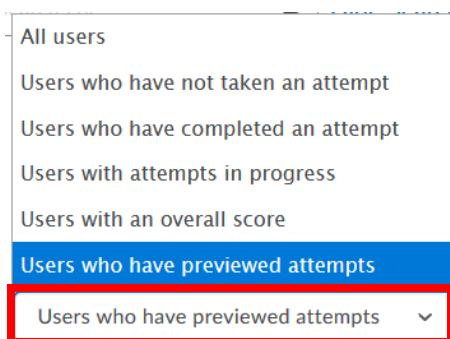 All users
Users who have not taken an attempt
Users who have completed an attempt
Users with attempts in progress
Users with an overall score
Users who have previewed attempts
Users who have previewed attempts